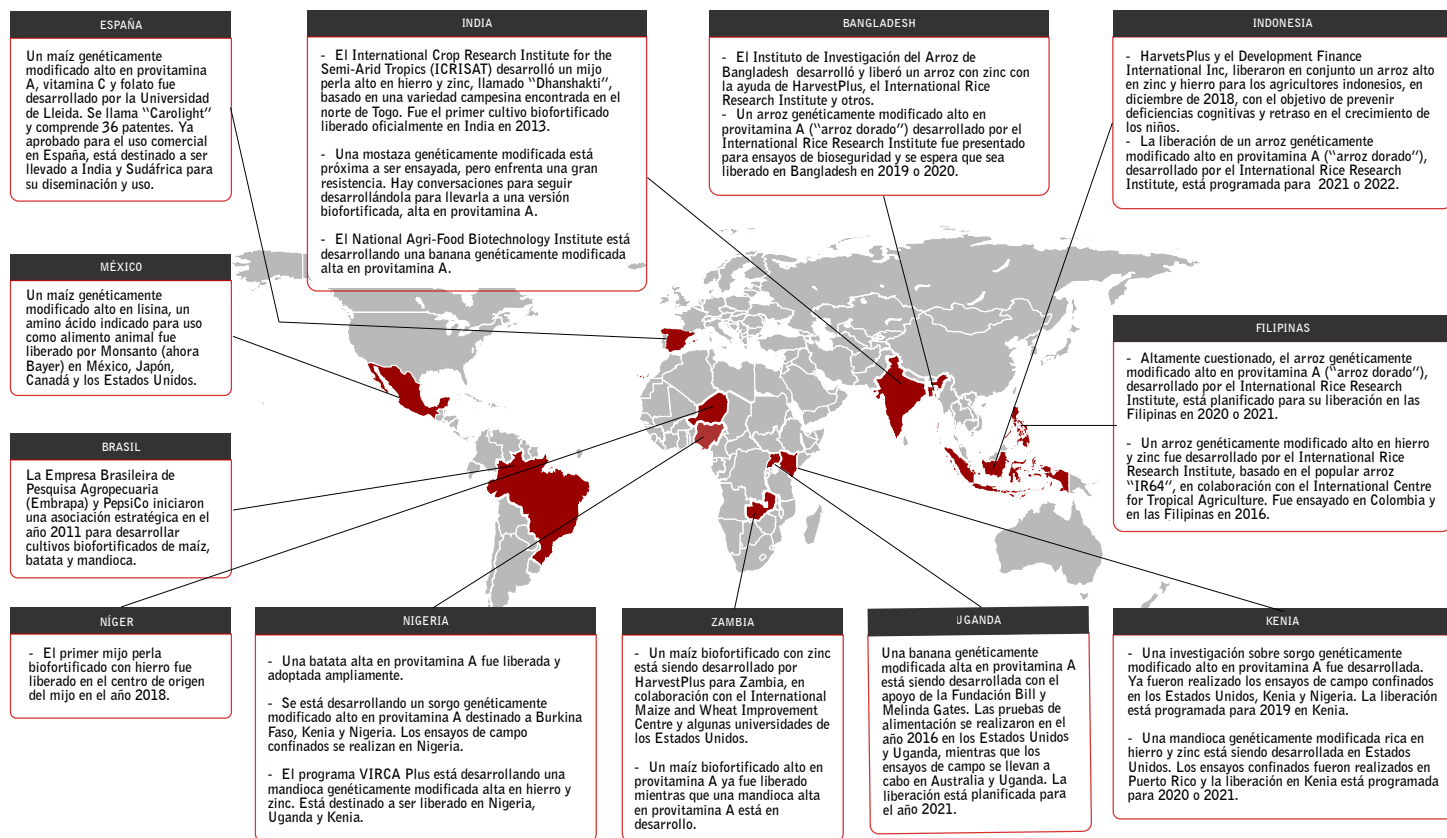 ESPAÑA
Un maíz genéticamente
modificado alto en provitamina
A, vitamina C y folato fue
desarrollado por la Universidad
de Lleida. Se llama “Carolight”
y comprende 36 patentes. Ya
aprobado para el uso comercial
en España, está destinado a ser
llevado a India y Sudáfrica para
su diseminación y uso.
INDIA
- El International Crop Research Institute for the
Semi-Arid Tropics (ICRISAT) desarrolló un mijo
perla alto en hierro y zinc, llamado “Dhanshakti”,
basado en una variedad campesina encontrada en el
norte de Togo. Fue el primer cultivo biofortificado
liberado oficialmente en India en 2013.
- Una mostaza genéticamente modificada está
próxima a ser ensayada, pero enfrenta una gran
resistencia. Hay conversaciones para seguir
desarrollándola para llevarla a una versión
biofortificada, alta en provitamina A.
- El National Agri-Food Biotechnology Institute está
desarrollando una banana genéticamente modificada
alta en provitamina A.
BANGLADESH
- El Instituto de Investigación del Arroz de
Bangladesh desarrolló y liberó un arroz con zinc con
la ayuda de HarvestPlus, el International Rice
Research Institute y otros.
- Un arroz genéticamente modificado alto en
provitamina A (“arroz dorado”) desarrollado por el
International Rice Research Institute fue presentado
para ensayos de bioseguridad y se espera que sea
liberado en Bangladesh en 2019 o 2020.
INDONESIA
- HarvetsPlus y el Development Finance
International Inc, liberaron en conjunto un arroz alto
en zinc y hierro para los agricultores indonesios, en
diciembre de 2018, con el objetivo de prevenir
deficiencias cognitivas y retraso en el crecimiento de
los niños.
- La liberación de un arroz genéticamente
modificado alto en provitamina A (“arroz dorado”),
desarrollado por el International Rice Research
Institute, está programada para 2021 o 2022.
MÉXICO
Un maíz genéticamente
modificado alto en lisina, un
amino ácido indicado para uso
como alimento animal fue
liberado por Monsanto (ahora
Bayer) en México, Japón,
Canadá y los Estados Unidos.
FILIPINAS
- Altamente cuestionado, el arroz genéticamente
modificado alto en provitamina A (“arroz dorado”),
desarrollado por el International Rice Research
Institute, está planificado para su liberación en las
Filipinas en 2020 o 2021.
- Un arroz genéticamente modificado alto en hierro
y zinc fue desarrollado por el International Rice
Research Institute, basado en el popular arroz
“IR64”, en colaboración con el International Centre
for Tropical Agriculture. Fue ensayado en Colombia y
en las Filipinas en 2016.
BRASIL
La Empresa Brasileira de
Pesquisa Agropecuaria
(Embrapa) y PepsiCo iniciaron
una asociación estratégica en el
año 2011 para desarrollar
cultivos biofortificados de maíz,
batata y mandioca.
NÍGER
- El primer mijo perla
biofortificado con hierro fue
liberado en el centro de origen
del mijo en el año 2018.
NIGERIA
- Una batata alta en provitamina A fue liberada y
adoptada ampliamente.
- Se está desarrollando un sorgo genéticamente
modificado alto en provitamina A destinado a Burkina
Faso, Kenia y Nigeria. Los ensayos de campo
confinados se realizan en Nigeria.
- El programa VIRCA Plus está desarrollando una
mandioca genéticamente modificada alta en hierro y
zinc. Está destinado a ser liberado en Nigeria,
Uganda y Kenia.
ZAMBIA
- Un maíz biofortificado con zinc
está siendo desarrollado por
HarvestPlus para Zambia, en
colaboración con el International
Maize and Wheat Improvement
Centre y algunas universidades de
los Estados Unidos.
- Un maíz biofortificado alto en
provitamina A ya fue liberado
mientras que una mandioca alta
en provitamina A está en
desarrollo.
UGANDA
Una banana genéticamente
modificada alta en provitamina A
está siendo desarrollada con el
apoyo de la Fundación Bill y
Melinda Gates. Las pruebas de
alimentación se realizaron en el
año 2016 en los Estados Unidos
y Uganda, mientras que los
ensayos de campo se llevan a
cabo en Australia y Uganda. La
liberación está planificada para
el año 2021.
KENIA
- Una investigación sobre sorgo genéticamente
modificado alto en provitamina A fue desarrollada.
Ya fueron realizado los ensayos de campo confinados
en los Estados Unidos, Kenia y Nigeria. La liberación
está programada para 2019 en Kenia.
- Una mandioca genéticamente modificada rica en
hierro y zinc está siendo desarrollada en Estados
Unidos. Los ensayos confinados fueron realizados en
Puerto Rico y la liberación en Kenia está programada
para 2020 o 2021.